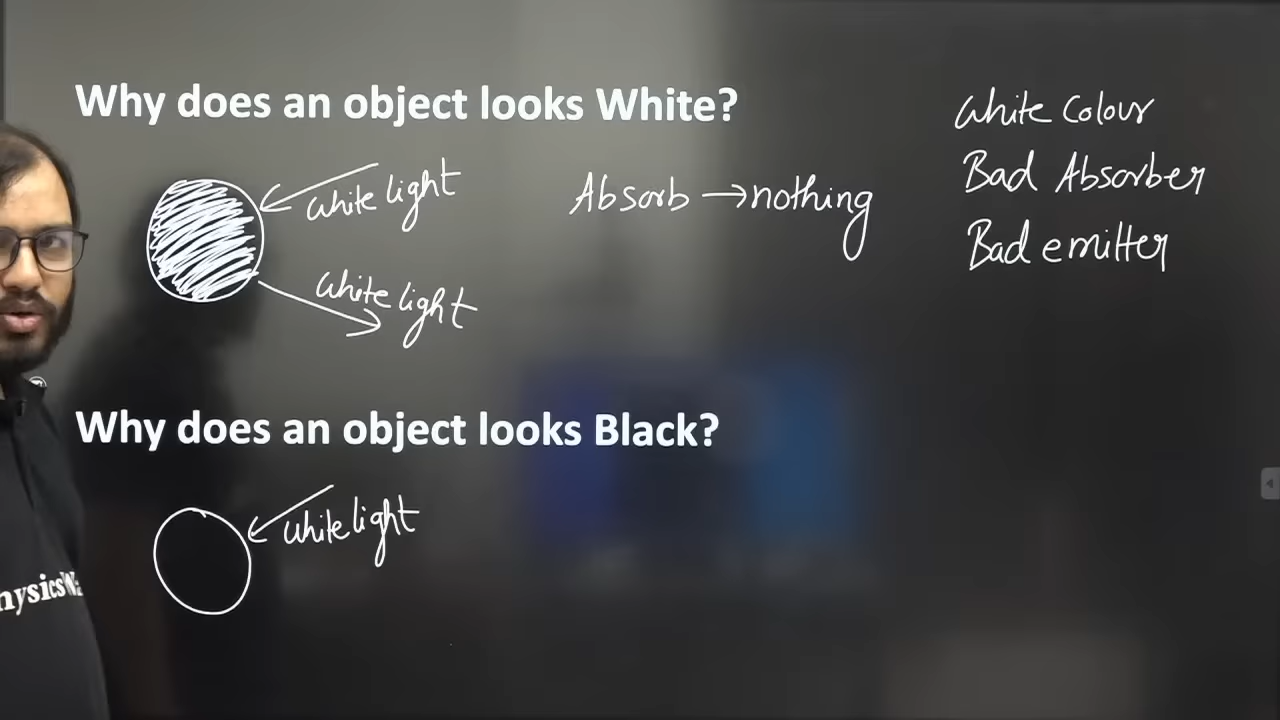 Why does an object looks White?
White light
White light
Absorb → nothing
White Colour
Bad Absorber
Bad emitter
Why does an object looks Black?
White light